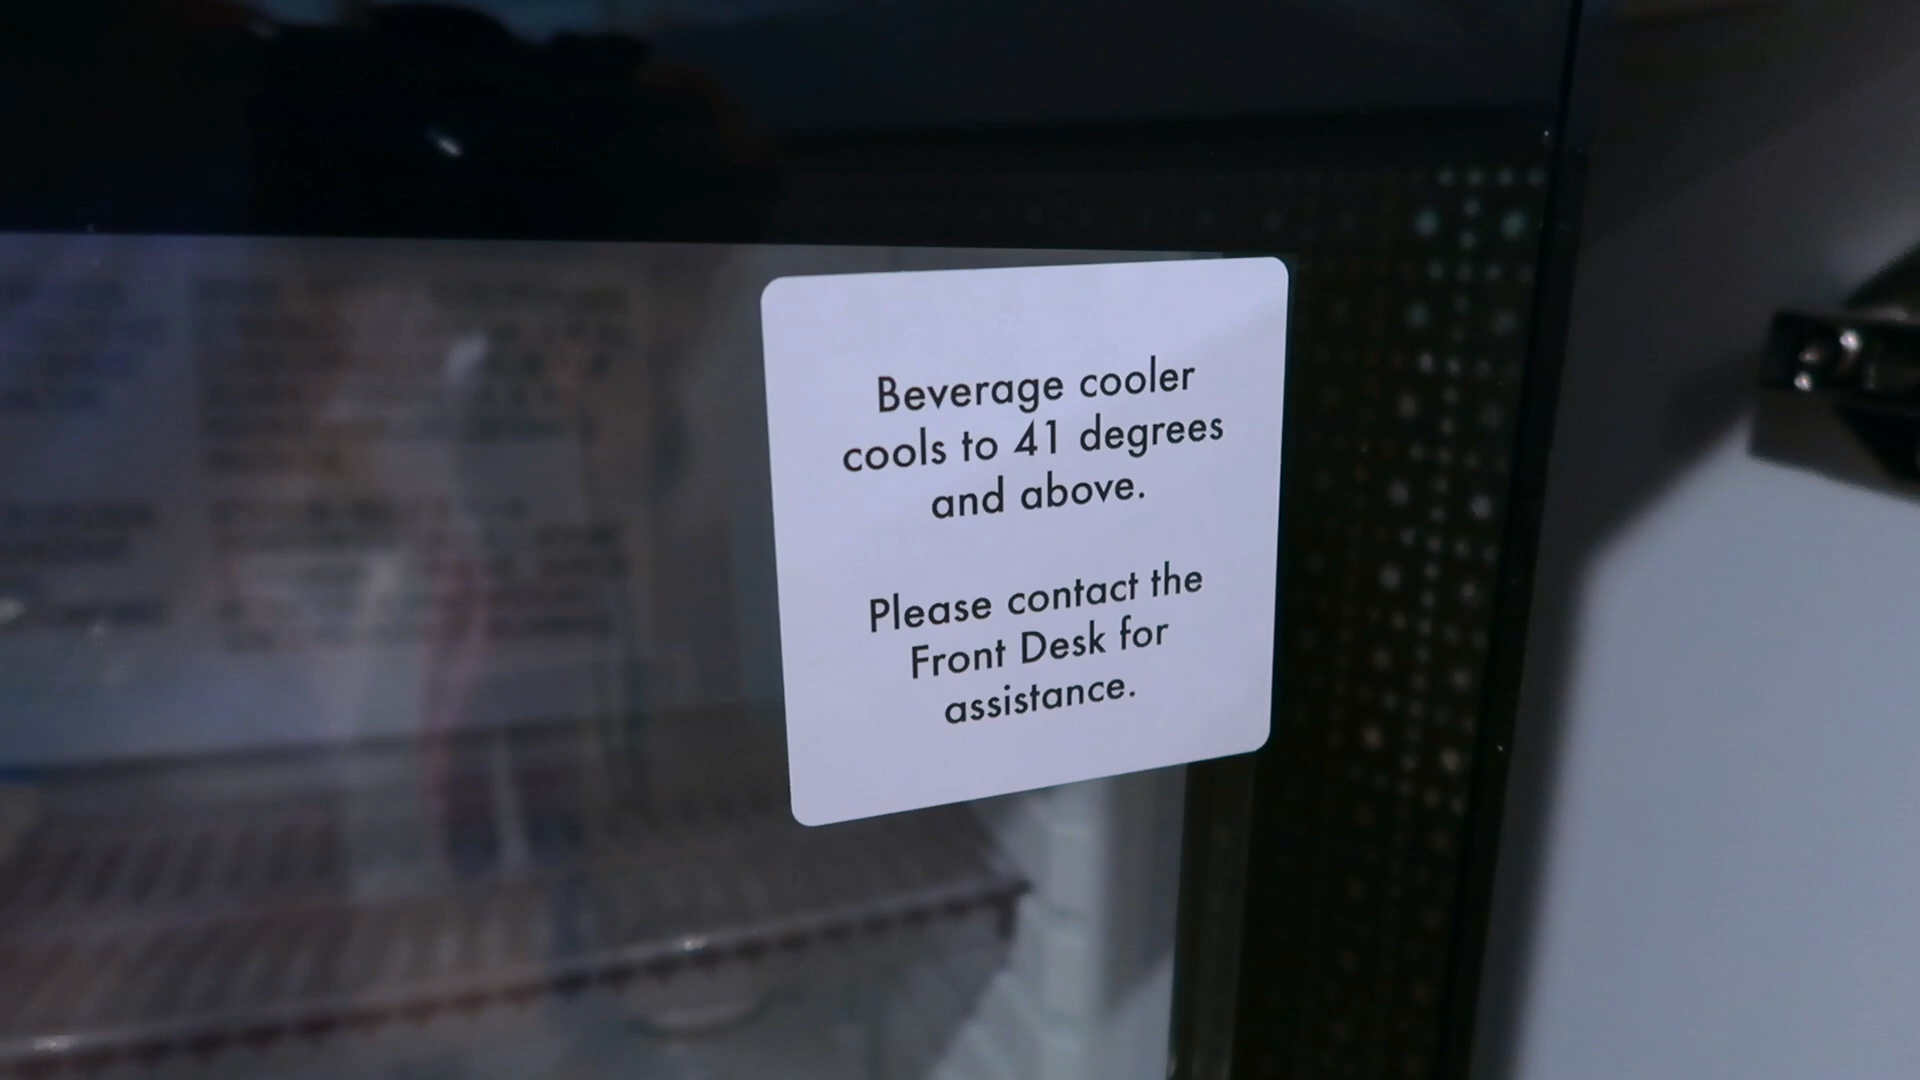 Beverage cooler
cools to 41 degrees
and above.
Please contact the
Front Desk for
assistance.